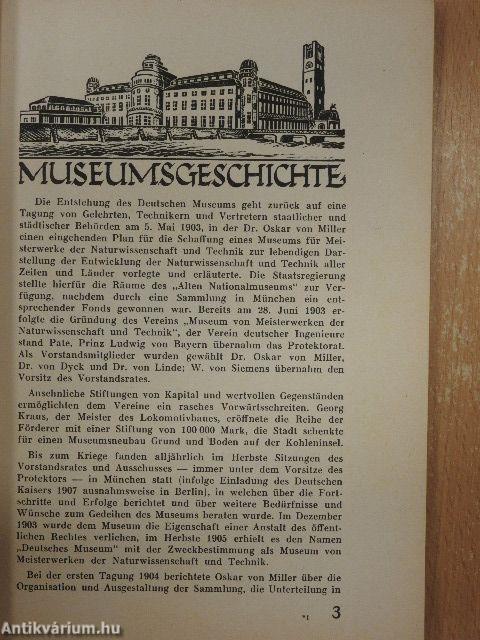 MUSEUMSGESCHICHTE
Die Entstehung des Deutschen Museums geht zurück auf eine
Tagung von Gelehrten, Technikern und Vertretern staatlicher und
städtischer Behörden am 5. Mai 1903, in der Dr. Oskar von Miller
einen eingehenden Plan für die Schaffung eines Museums für Mei-
sterwerke der Naturwissenschaft und Technik zur lebendigen Dar-
stellung der Entwicklung der Naturwissenschaft und Technik aller
Zeiten und Länder vorlegte und erläuterte. Die Staatsregierung
stellte hierfür die Räume des „Alten Nationalmuseums" zur Ver-
fügung, nachdem durch eine Sammlung in München ein ent-
sprechender Fonds gewonnen war. Bereits am 28. Juni 1903 er-
folgte die Gründung des Vereins „Museum von Meisterwerken der
Naturwissenschaft und Technik", der Verein deutscher Ingenieure
stand Pate, Prinz Ludwig von Bayern übernahm das Protektorat.
Als Vorstandsmitglieder wurden gewählt Dr. Oskar von Miller,
Dr. von Dyck und Dr. von Linde; W. von Siemens übernahm den
Vorsitz des Vorstandsrates.
Ansehnliche Stiftungen von Kapital und wertvollen Gegenständen
ermöglichten dem Vereine ein rasches Vorwärtsschreiten. Georg
Kraus, der Meister des Lokomotivbaues, eröffnete die Reihe der
Förderer mit einer Stiftung von 100 000 Mark, die Stadt schenkte
für einen Museumsneubau Grund und Boden auf der Kohleninsel.
Bis zum Kriege fanden alljährlich im Herbste Sitzungen des
Vorstandsrates und Ausschusses — immer unter dem Vorsitze des
Protektors — in München statt (infolge Einladung des Deutschen
Kaisers 1907 ausnahmsweise in Berlin), in welchen über die Fort-
schritte und Erfolge berichtet und über weitere Bedürfnisse und
Wünsche zum Gedeihen des Museums beraten wurde. Im Dezember
1903 wurde dem Museum die Eigenschaft einer Anstalt des öffent-
lichen Rechtes verliehen, im Herbste 1905 erhielt es den Namen
„Deutsches Museum" mit der Zweckbestimmung als Museum von
Meisterwerken der Naturwissenschaft und Technik.
Bei der ersten Tagung 1904 berichtete Oskar von Miller über die
Organisation und Ausgestaltung der Sammlung, die Unterteilung in
1*
3
Antikvárium.hu